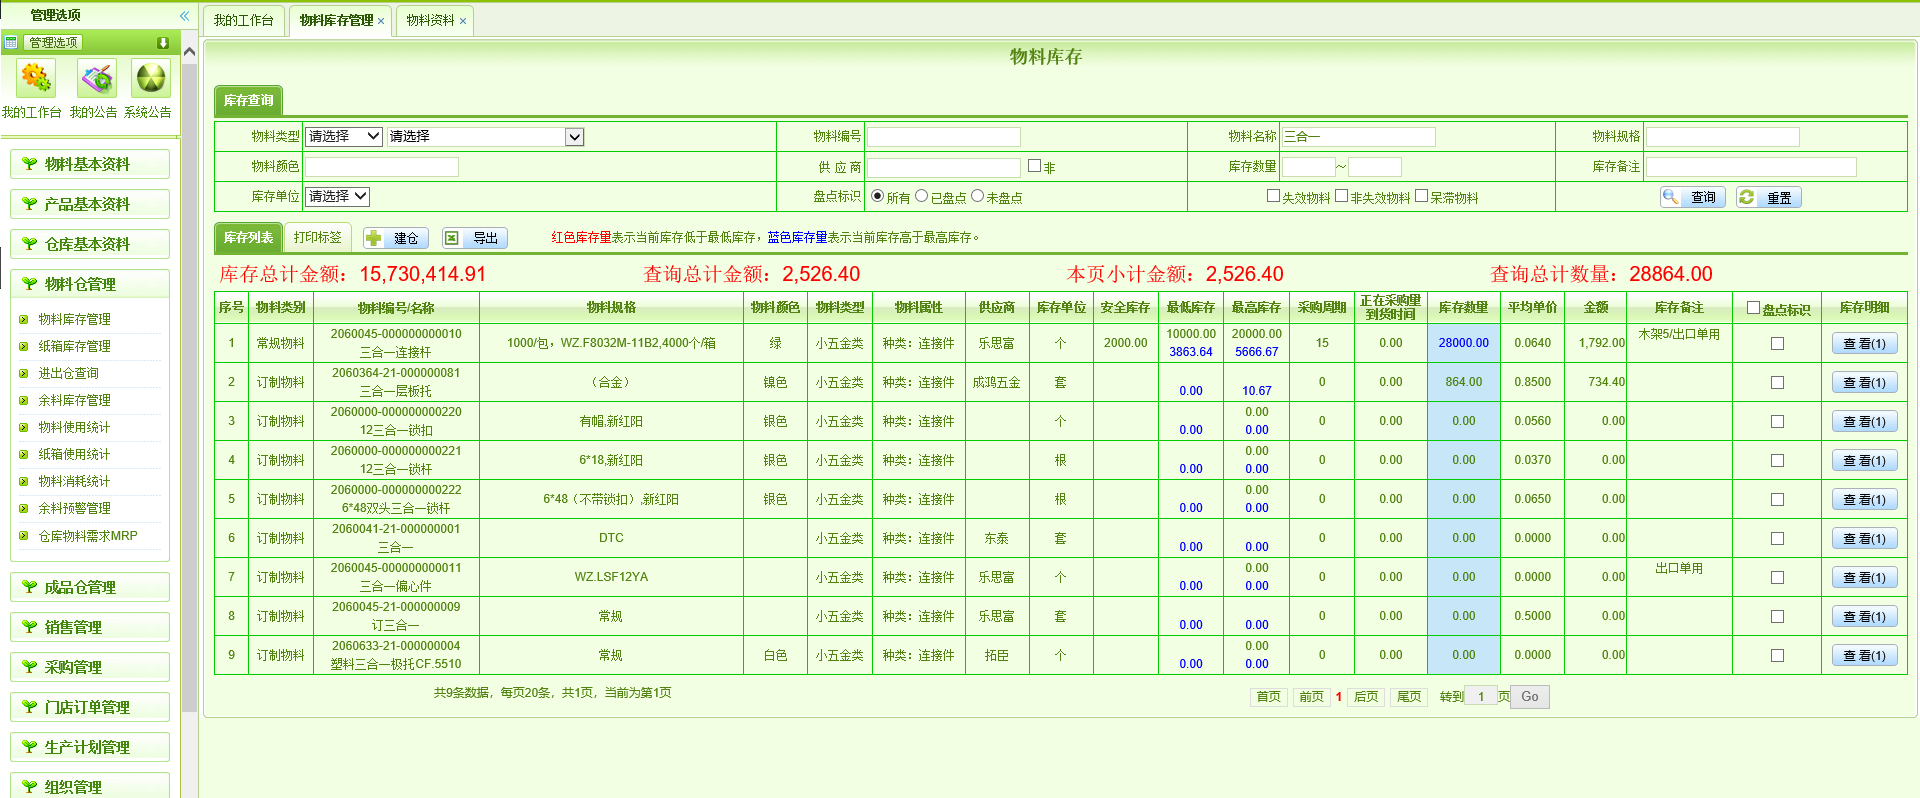 管理选项
我的工作台 物料库存管理 × 物料资料 ×
管理选项
我的工作台 我的公告 系统公告
物料基本资料
产品基本资料
仓库基本资料
物料仓管理
物料库存管理
纸箱库存管理
进出仓查询
余料库存管理
物料使用统计
纸箱使用统计
物料消耗统计
余料预警管理
仓库物料需求MRP
成品仓管理
销售管理
采购管理
门店订单管理
生产计划管理
组织管理
物料库存
库存查询
物料类型 请选择 请选择 物料编号 物料名称 三合一 物料规格
物料颜色 供 应 商 非 库存数量 ~ 库存备注
库存单位 请选择 盘点标识 所有 已盘点 未盘点 失效物料 非失效物料 呆滞物料 查询 重置
库存列表 打印标签 建仓 导出 红色库存量表示当前库存低于最低库存，蓝色库存量表示当前库存高于最高库存。
库存总计金额：15,730,414.91 查询总计金额：2,526.40 本页小计金额：2,526.40 查询总计数量：28864.00
序号 物料类别 物料编号/名称 物料规格 物料颜色 物料类型 物料属性 供应商 库存单位 安全库存 最低库存 最高库存 采购周期 正在采购量 到货时间 库存数量 平均单价 金额 库存备注 盘点标识 库存明细
1 常规物料 2060045-000000000010 三合一连接杆 1000/包，WZ.F8032M-11B2,4000个/箱 绿 小五金类 种类：连接件 乐思富 个 2000.00 10000.00 3863.64 20000.00 5666.67 15 0.00 28000.00 0.0640 1,792.00 木架5/出口单用 查 看(1)
2 订制物料 2060364-21-000000081 三合一层板托 （合金） 镍色 小五金类 种类：连接件 成鸿五金 套 0.00 10.67 0 0.00 864.00 0.8500 734.40 查 看(1)
3 订制物料 2060000-000000000220 12三合一锁扣 有帽,新红阳 银色 小五金类 种类：连接件 个 0.00 0.00 0.00 0 0.00 0.00 0.0560 0.00 查 看(1)
4 订制物料 2060000-000000000221 12三合一锁杆 6*18,新红阳 银色 小五金类 种类：连接件 根 0.00 0.00 0.00 0 0.00 0.00 0.0370 0.00 查 看(1)
5 订制物料 2060000-000000000222 6*48双头三合一锁杆 6*48（不带锁扣）,新红阳 银色 小五金类 种类：连接件 根 0.00 0.00 0.00 0 0.00 0.00 0.0650 0.00 查 看(1)
6 订制物料 2060041-21-000000001 三合一 DTC 小五金类 种类：连接件 东泰 套 0.00 0.00 0 0.00 0.00 0.0000 0.00 查 看(1)
7 订制物料 2060045-000000000011 三合一偏心件 WZ.LSF12YA 小五金类 种类：连接件 乐思富 个 0.00 0.00 0.00 0 0.00 0.00 0.0000 0.00 出口单用 查 看(1)
8 订制物料 2060045-21-000000009 订三合一 常规 小五金类 种类：连接件 乐思富 套 0.00 0.00 0 0.00 0.00 0.5000 0.00 查 看(1)
9 订制物料 2060633-21-000000004 塑料三合一极托CF.5510 常规 白色 小五金类 种类：连接件 拓臣 个 0.00 0.00 0.00 0 0.00 0.00 0.0000 0.00 查 看(1)
共9条数据，每页20条，共1页，当前为第1页 首页 前页 1 后页 尾页 转到 1 页 Go